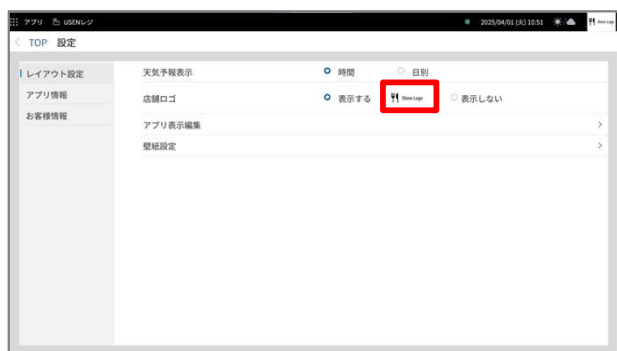 アプリ USENレジ 2025/04/01 (火) 10:51 Store Logo
TOP 設定
レイアウト設定
アプリ情報
お客様情報
天気予報表示 時間 日別
店舗ロゴ 表示する Store Logo 表示しない
アプリ表示編集
壁紙設定